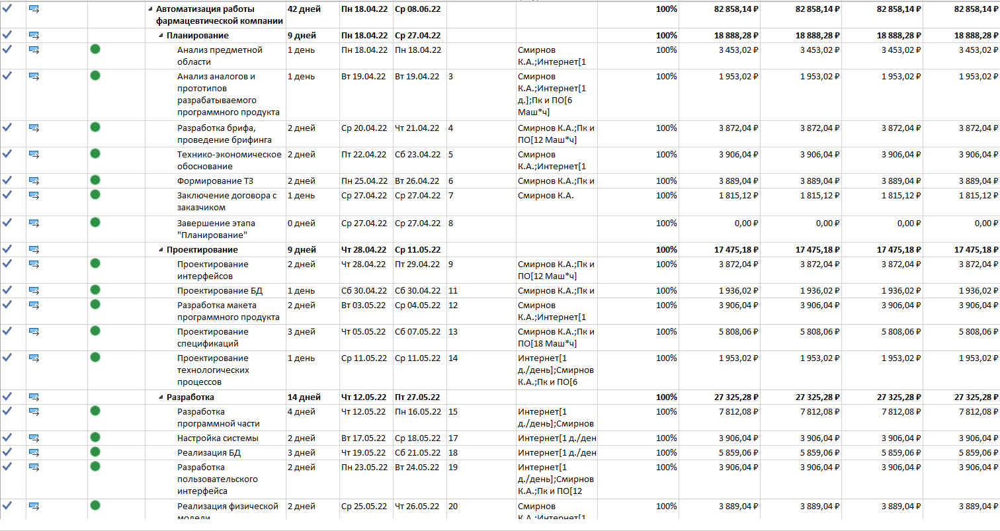 Автоматизация работы 42 дней Пн 18.04.22 Ср 08.06.22 100% 82 858,14 ₽ 82 858,14 ₽ 82 858,14 ₽ 82 858,14 ₽
фармацевтической компании
Планирование 9 дней Пн 18.04.22 Ср 27.04.22 100% 18 888,28 ₽ 18 888,28 ₽ 18 888,28 ₽ 18 888,28 ₽
Анализ предметной 1 день Пн 18.04.22 Пн 18.04.22 Смирнов 100% 3 453,02 ₽ 3 453,02 ₽ 3 453,02 ₽ 3 453,02 ₽
области К.А.;Интернет[1
Анализ аналогов и 1 день Вт 19.04.22 Вт 19.04.22 3 Смирнов 100% 1 953,02 ₽ 1 953,02 ₽ 1 953,02 ₽ 1 953,02 ₽
прототипов К.А.;Интернет[1
разрабатываемого д.];Пк и ПО[6
программного продукта Маш*ч]
Разработка брифа, 2 дней Ср 20.04.22 Чт 21.04.22 4 Смирнов К.А.;Пк и 100% 3 872,04 ₽ 3 872,04 ₽ 3 872,04 ₽ 3 872,04 ₽
проведение брифинга ПО[12 Маш*ч]
Технико-экономическое 2 дней Пт 22.04.22 Сб 23.04.22 5 Смирнов 100% 3 906,04 ₽ 3 906,04 ₽ 3 906,04 ₽ 3 906,04 ₽
обоснование К.А.;Интернет[1
Формирование ТЗ 2 дней Пн 25.04.22 Вт 26.04.22 6 Смирнов К.А.;Пк и 100% 3 889,04 ₽ 3 889,04 ₽ 3 889,04 ₽ 3 889,04 ₽
Заключение договора с 1 день Ср 27.04.22 Ср 27.04.22 7 Смирнов К.А. 100% 1 815,12 ₽ 1 815,12 ₽ 1 815,12 ₽ 1 815,12 ₽
заказчиком
Завершение этапа 0 дней Ср 27.04.22 Ср 27.04.22 8 100% 0,00 ₽ 0,00 ₽ 0,00 ₽ 0,00 ₽
"Планирование"
Проектирование 9 дней Чт 28.04.22 Ср 11.05.22 100% 17 475,18 ₽ 17 475,18 ₽ 17 475,18 ₽ 17 475,18 ₽
Проектирование 2 дней Чт 28.04.22 Пт 29.04.22 9 Смирнов К.А.;Пк и 100% 3 872,04 ₽ 3 872,04 ₽ 3 872,04 ₽ 3 872,04 ₽
интерфейсов ПО[12 Маш*ч]
Проектирование БД 1 день Сб 30.04.22 Сб 30.04.22 11 Смирнов К.А.;Пк и 100% 1 936,02 ₽ 1 936,02 ₽ 1 936,02 ₽ 1 936,02 ₽
Разработка макета 2 дней Вт 03.05.22 Ср 04.05.22 12 Смирнов 100% 3 906,04 ₽ 3 906,04 ₽ 3 906,04 ₽ 3 906,04 ₽
программного продукта К.А.;Интернет[1
Проектирование 3 дней Чт 05.05.22 Сб 07.05.22 13 Смирнов К.А.;Пк и 100% 5 808,06 ₽ 5 808,06 ₽ 5 808,06 ₽ 5 808,06 ₽
спецификаций ПО[18 Маш*ч]
Проектирование 1 день Ср 11.05.22 Ср 11.05.22 14 Интернет[1 100% 1 953,02 ₽ 1 953,02 ₽ 1 953,02 ₽ 1 953,02 ₽
технологических д./день];Смирнов
процессов К.А.;Пк и ПО[6
Разработка 14 дней Чт 12.05.22 Пт 27.05.22 100% 27 325,28 ₽ 27 325,28 ₽ 27 325,28 ₽ 27 325,28 ₽
Разработка 4 дней Чт 12.05.22 Пн 16.05.22 15 Интернет[1 100% 7 812,08 ₽ 7 812,08 ₽ 7 812,08 ₽ 7 812,08 ₽
программной части д./день];Смирнов
Настройка системы 2 дней Вт 17.05.22 Ср 18.05.22 17 Интернет[1 д./ден 100% 3 906,04 ₽ 3 906,04 ₽ 3 906,04 ₽ 3 906,04 ₽
Реализация БД 3 дней Чт 19.05.22 Сб 21.05.22 18 Интернет[1 д./ден 100% 5 859,06 ₽ 5 859,06 ₽ 5 859,06 ₽ 5 859,06 ₽
Разработка 2 дней Пн 23.05.22 Вт 24.05.22 19 Интернет[1 100% 3 906,04 ₽ 3 906,04 ₽ 3 906,04 ₽ 3 906,04 ₽
пользовательского д./день];Смирнов
интерфейса К.А.;Пк и ПО[12
Реализация физической 2 дней Ср 25.05.22 Чт 26.05.22 20 Смирнов 100% 3 889,04 ₽ 3 889,04 ₽ 3 889,04 ₽ 3 889,04 ₽
модели К.А.;Интернет[1